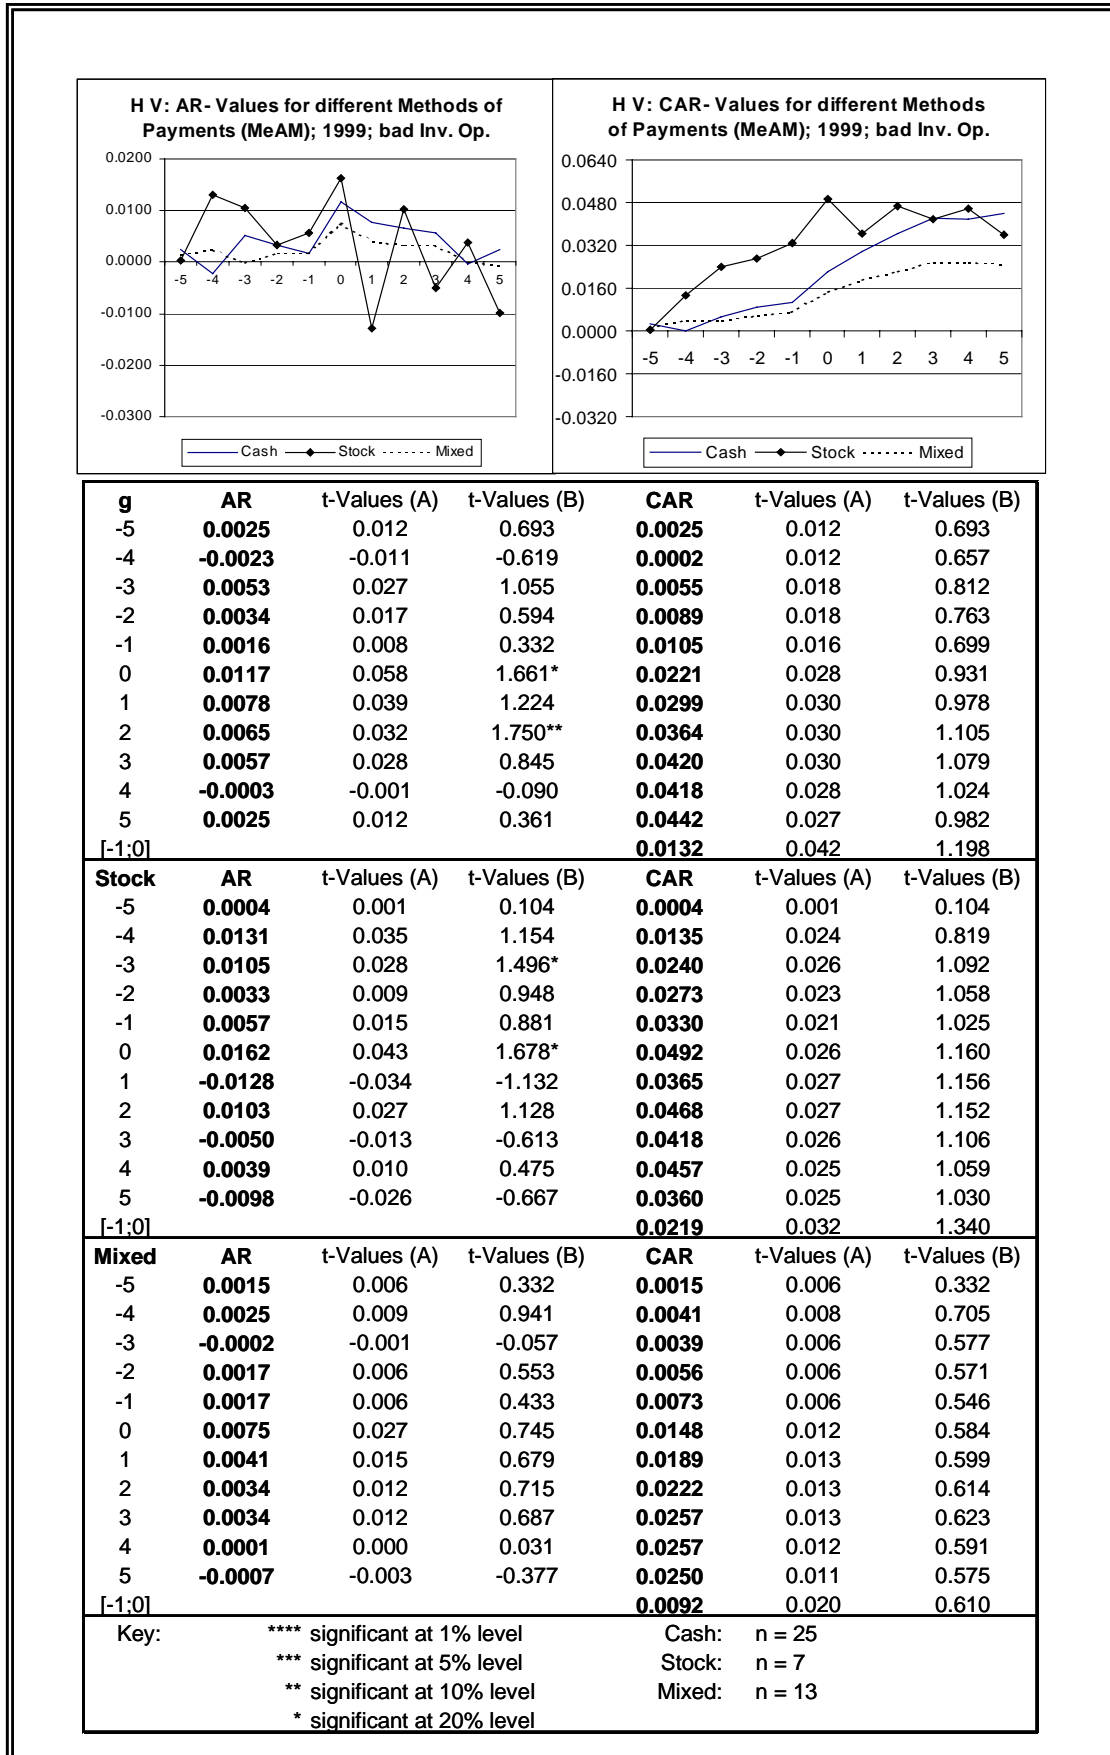 H V: AR- Values for different Methods of
Payments (MeAM); 1999; bad Inv. Op.
0.0200
0.0100
0.0000
-0.0100
-0.0200
-0.0300
-5 -4 -3 -2 -1 0 1 2 3 4 5
Cash Stock Mixed
H V: CAR- Values for different Methods
of Payments (MeAM); 1999; bad Inv. Op.
0.0640
0.0480
0.0320
0.0160
0.0000
-0.0160
-0.0320
-5 -4 -3 -2 -1 0 1 2 3 4 5
Cash Stock Mixed
g AR t-Values (A) t-Values (B) CAR t-Values (A) t-Values (B)
-5 0.0025 0.012 0.693 0.0025 0.012 0.693
-4 -0.0023 -0.011 -0.619 0.0002 0.012 0.657
-3 0.0053 0.027 1.055 0.0055 0.018 0.812
-2 0.0034 0.017 0.594 0.0089 0.018 0.763
-1 0.0016 0.008 0.332 0.0105 0.016 0.699
0 0.0117 0.058 1.661* 0.0221 0.028 0.931
1 0.0078 0.039 1.224 0.0299 0.030 0.978
2 0.0065 0.032 1.750** 0.0364 0.030 1.105
3 0.0057 0.028 0.845 0.0420 0.030 1.079
4 -0.0003 -0.001 -0.090 0.0418 0.028 1.024
5 0.0025 0.012 0.361 0.0442 0.027 0.982
[-1;0] 0.0132 0.042 1.198
Stock AR t-Values (A) t-Values (B) CAR t-Values (A) t-Values (B)
-5 0.0004 0.001 0.104 0.0004 0.001 0.104
-4 0.0131 0.035 1.154 0.0135 0.024 0.819
-3 0.0105 0.028 1.496* 0.0240 0.026 1.092
-2 0.0033 0.009 0.948 0.0273 0.023 1.058
-1 0.0057 0.015 0.881 0.0330 0.021 1.025
0 0.0162 0.043 1.678* 0.0492 0.026 1.160
1 -0.0128 -0.034 -1.132 0.0365 0.027 1.156
2 0.0103 0.027 1.128 0.0468 0.027 1.152
3 -0.0050 -0.013 -0.613 0.0418 0.026 1.106
4 0.0039 0.010 0.475 0.0457 0.025 1.059
5 -0.0098 -0.026 -0.667 0.0360 0.025 1.030
[-1;0] 0.0219 0.032 1.340
Mixed AR t-Values (A) t-Values (B) CAR t-Values (A) t-Values (B)
-5 0.0015 0.006 0.332 0.0015 0.006 0.332
-4 0.0025 0.009 0.941 0.0041 0.008 0.705
-3 -0.0002 -0.001 -0.057 0.0039 0.006 0.577
-2 0.0017 0.006 0.553 0.0056 0.006 0.571
-1 0.0017 0.006 0.433 0.0073 0.006 0.546
0 0.0075 0.027 0.745 0.0148 0.012 0.584
1 0.0041 0.015 0.679 0.0189 0.013 0.599
2 0.0034 0.012 0.715 0.0222 0.013 0.614
3 0.0034 0.012 0.687 0.0257 0.013 0.623
4 0.0001 0.000 0.031 0.0257 0.012 0.591
5 -0.0007 -0.003 -0.377 0.0250 0.011 0.575
[-1;0] 0.0092 0.020 0.610
Key: **** significant at 1% level Cash: n = 25
*** significant at 5% level Stock: n = 7
** significant at 10% level Mixed: n = 13
* significant at 20% level